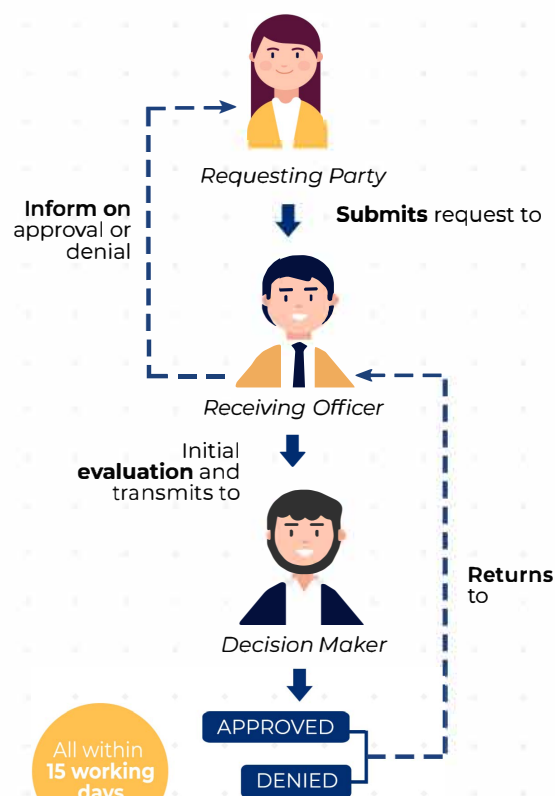 Requesting Party
Inform on
approval or
denial
Submits request to
Receiving Officer
Initial
evaluation and
transmits to
Returns
to
Decision Maker
APPROVED
DENIED
All within
15 working
days